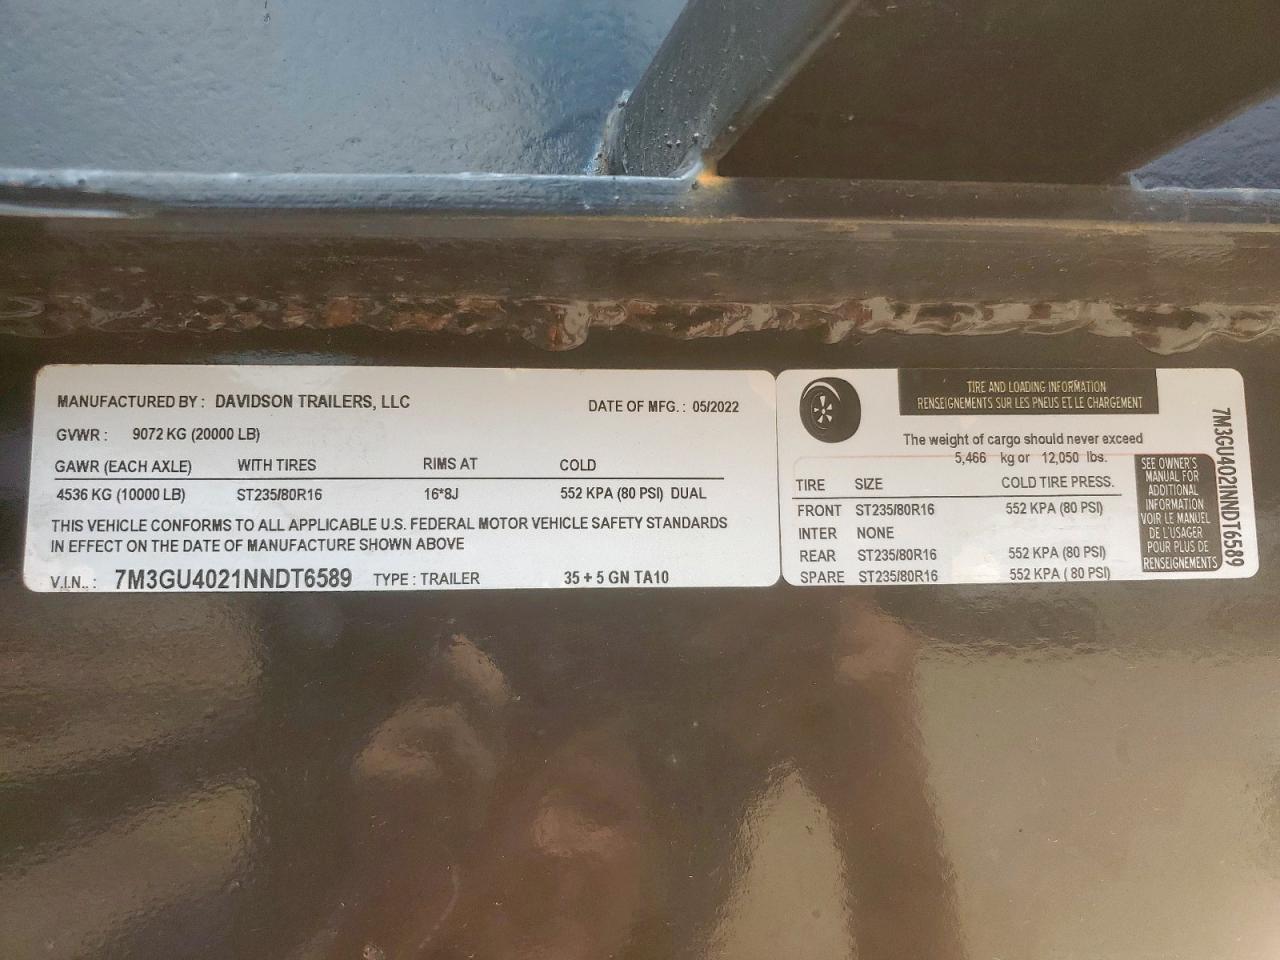 MANUFACTURED BY : DAVIDSON TRAILERS, LLC DATE OF MFG. : 05/2022
GVWR : 9072 KG (20000 LB)
GAWR (EACH AXLE) WITH TIRES RIMS AT COLD
4536 KG (10000 LB) ST235/80R16 16*8J 552 KPA (80 PSI) DUAL
THIS VEHICLE CONFORMS TO ALL APPLICABLE U.S. FEDERAL MOTOR VEHICLE SAFETY STANDARDS
IN EFFECT ON THE DATE OF MANUFACTURE SHOWN ABOVE
V.I.N.. : 7M3GU4021NNDT6589 TYPE : TRAILER 35 + 5 GN TA10
TIRE AND LOADING INFORMATION
RENSEIGNEMENTS SUR LES PNEUS ET LE CHARGEMENT
The weight of cargo should never exceed
5,466 kg or 12,050 lbs.
TIRE SIZE COLD TIRE PRESS.
FRONT ST235/80R16 552 KPA (80 PSI)
INTER NONE
REAR ST235/80R16 552 KPA (80 PSI)
SPARE ST235/80R16 552 KPA ( 80 PSI)
SEE OWNER'S
MANUAL FOR
ADDITIONAL
INFORMATION
VOIR LE MANUEL
DE L'USAGER
POUR PLUS DE
RENSEIGNEMENTS
7M3GU4021NNDT6589